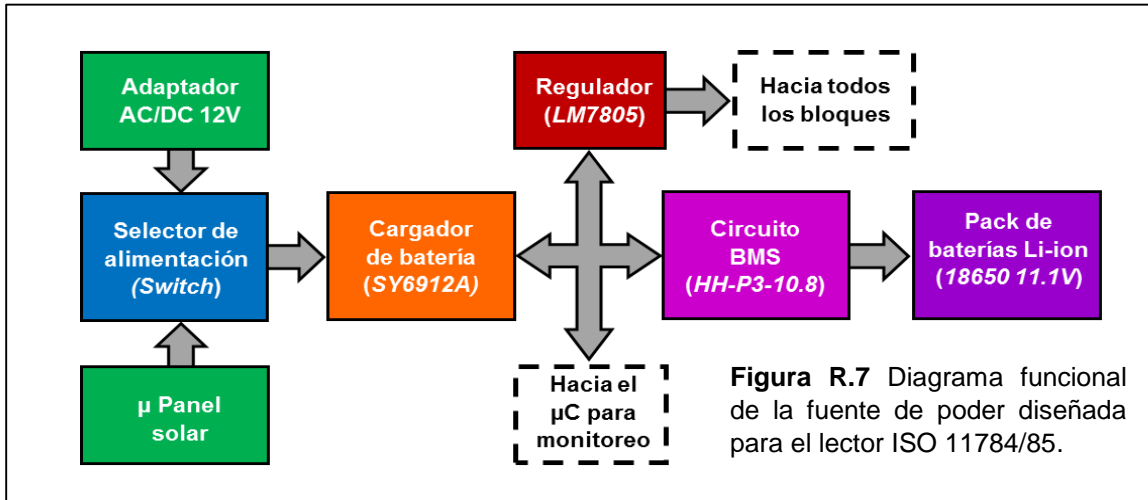 Adaptador
AC/DC 12V
Regulador
(LM7805)
Hacia todos
los bloques
Selector de
alimentación
(Switch)
Cargador
de batería
(SY6912A)
Circuito
BMS
(HH-P3-10.8)
Pack de
baterías Li-ion
(18650 11.1V)
µ Panel
solar
Hacia el
µC para
monitoreo
Figura R.7 Diagrama funcional
de la fuente de poder diseñada
para el lector ISO 11784/85.